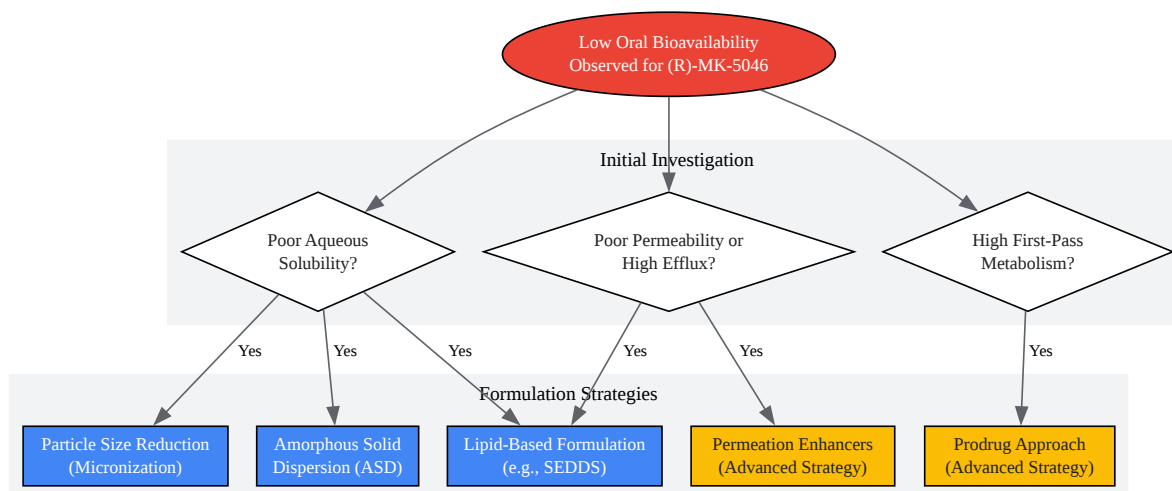 Low Oral Bioavailability
Observed for (R)-MK-5046
Initial Investigation
Poor Aqueous
Solubility?
Poor Permeability or
High Efflux?
High First-Pass
Metabolism?
Yes
Yes
Yes
Yes
Yes
Yes
Formulation Strategies
Particle Size Reduction
(Micronization)
Amorphous Solid
Dispersion (ASD)
Lipid-Based Formulation
(e.g., SEDDS)
Permeation Enhancers
(Advanced Strategy)
Prodrug Approach
(Advanced Strategy)